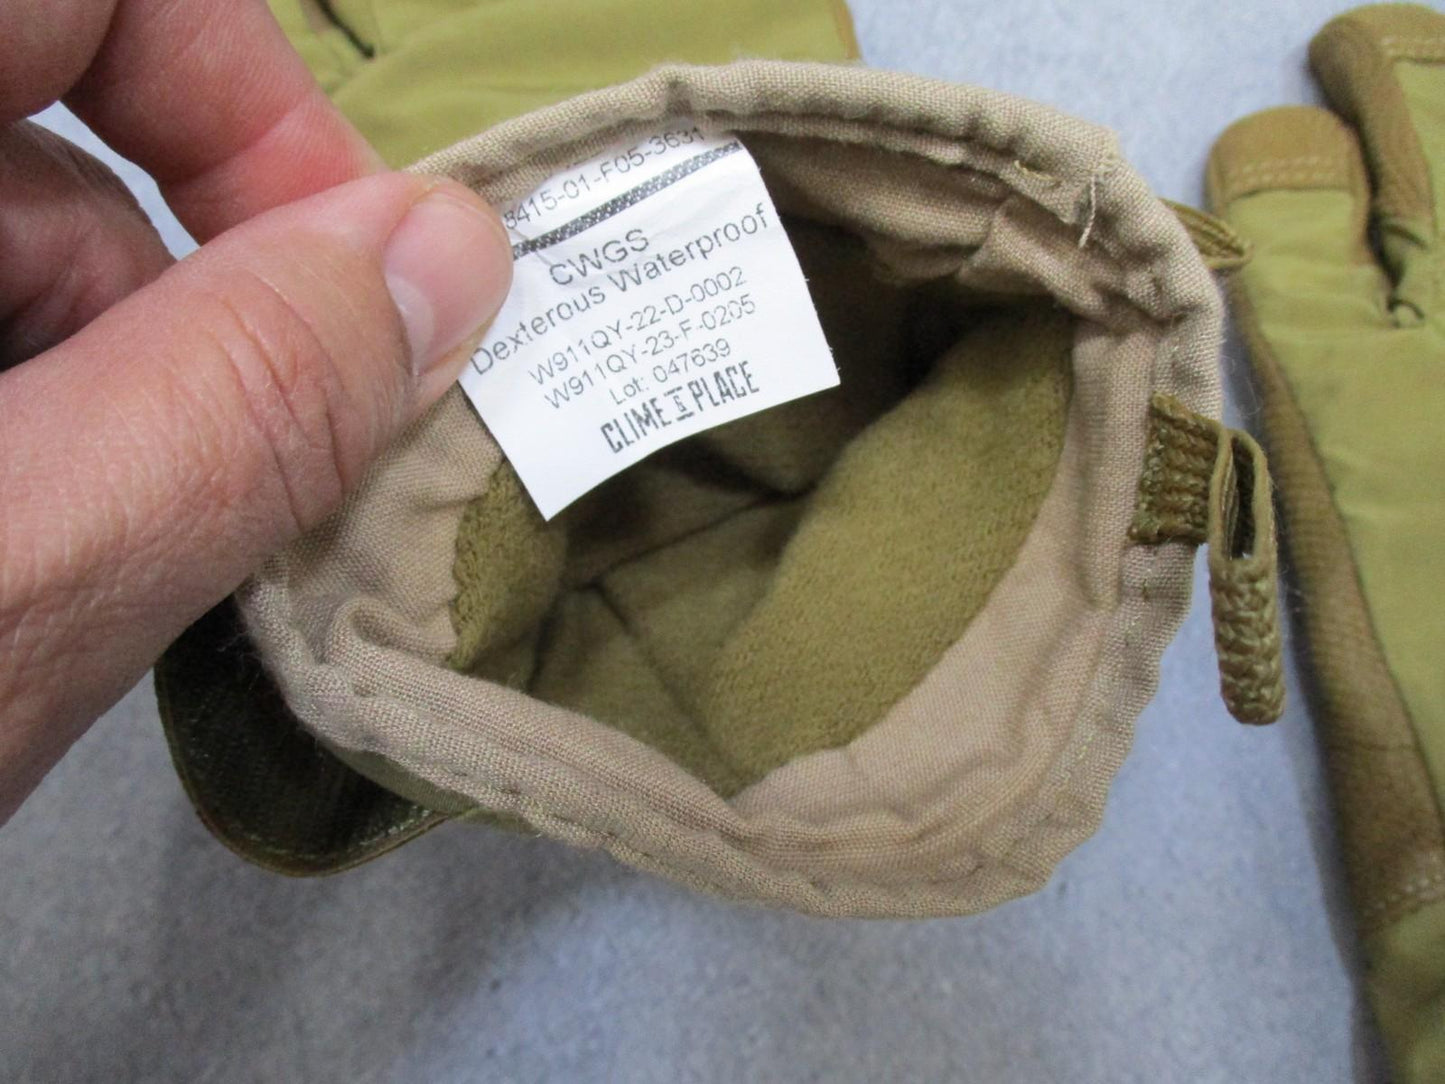 8415-01-F05-3631
CWGS
Dexterous Waterproof
W911QY-22-D-0002
W911QY-23-F-0205
Lot: 047639
CLIME & PLACE